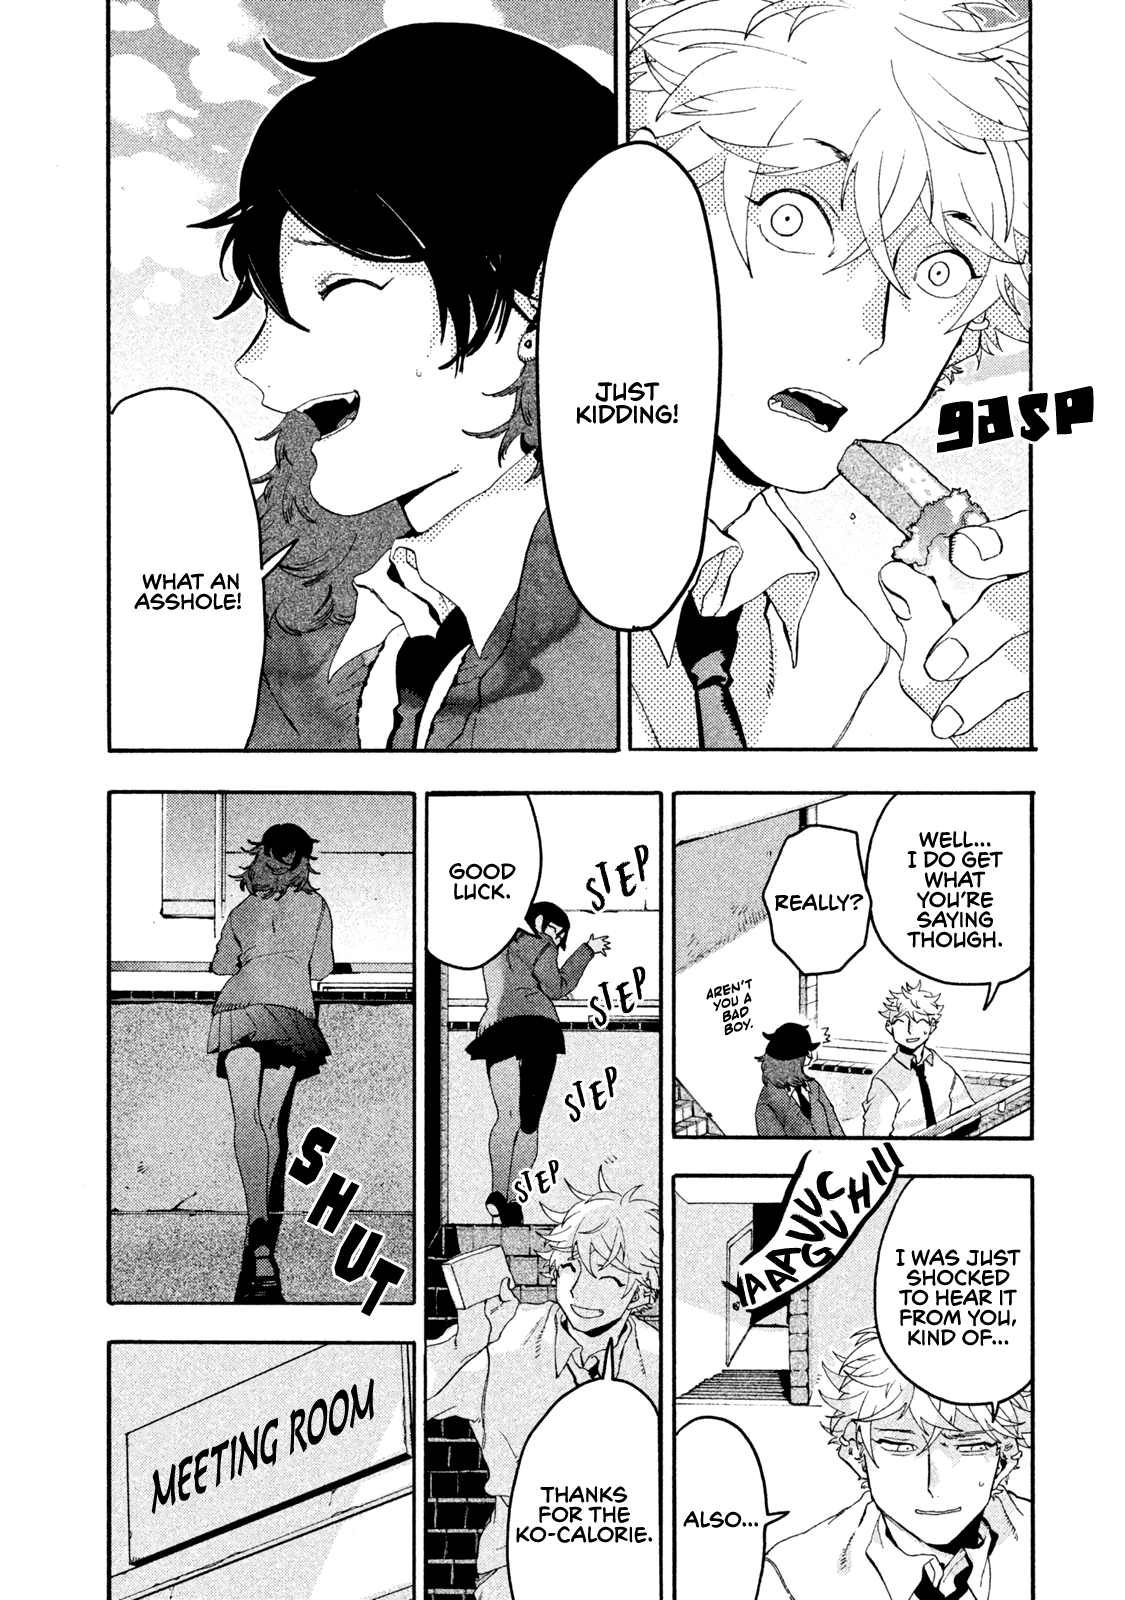 gasp
JUST
KIDDING!
WHAT AN
ASSHOLE!
WELL...
I DO GET
WHAT
YOU'RE
SAYING
THOUGH.
REALLY?
AREN'T
YOU A
BAD
BOY.
YAAAAUUUCHIII
GU
I WAS JUST
SHOCKED
TO HEAR IT
FROM YOU,
KIND OF...
ALSO...
GOOD
LUCK.
STEP
STEP
STEP
STEP
THANKS
FOR THE
KO-CALORIE.
SHUT
MEETING ROOM